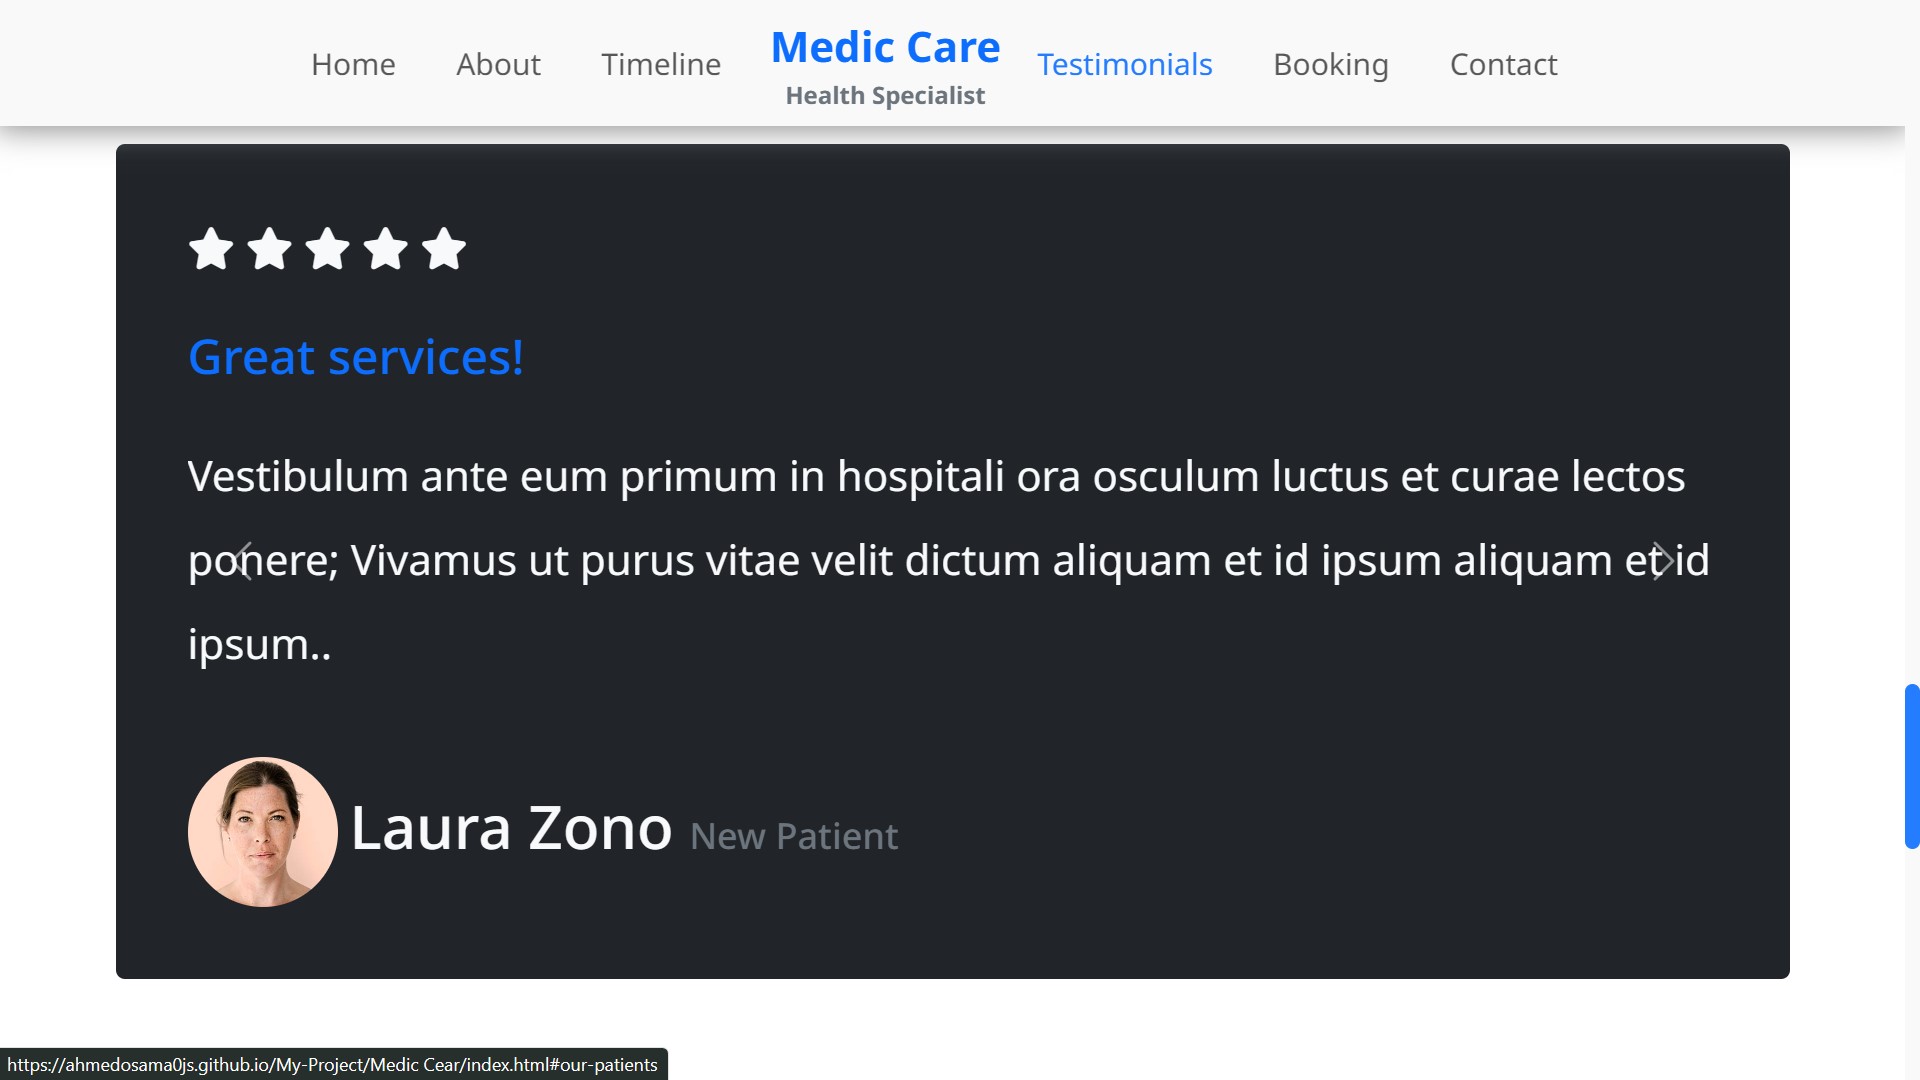 Home About Timeline Medic Care Testimonials Booking Contact
Health Specialist
Great services!
Vestibulum ante eum primum in hospitali ora osculum luctus et curae lectos
ponere; Vivamus ut purus vitae velit dictum aliquam et id ipsum aliquam et id
ipsum..
Laura Zono New Patient
https://ahmedosama0js.github.io/My-Project/Medic Cear/index.html#our-patients